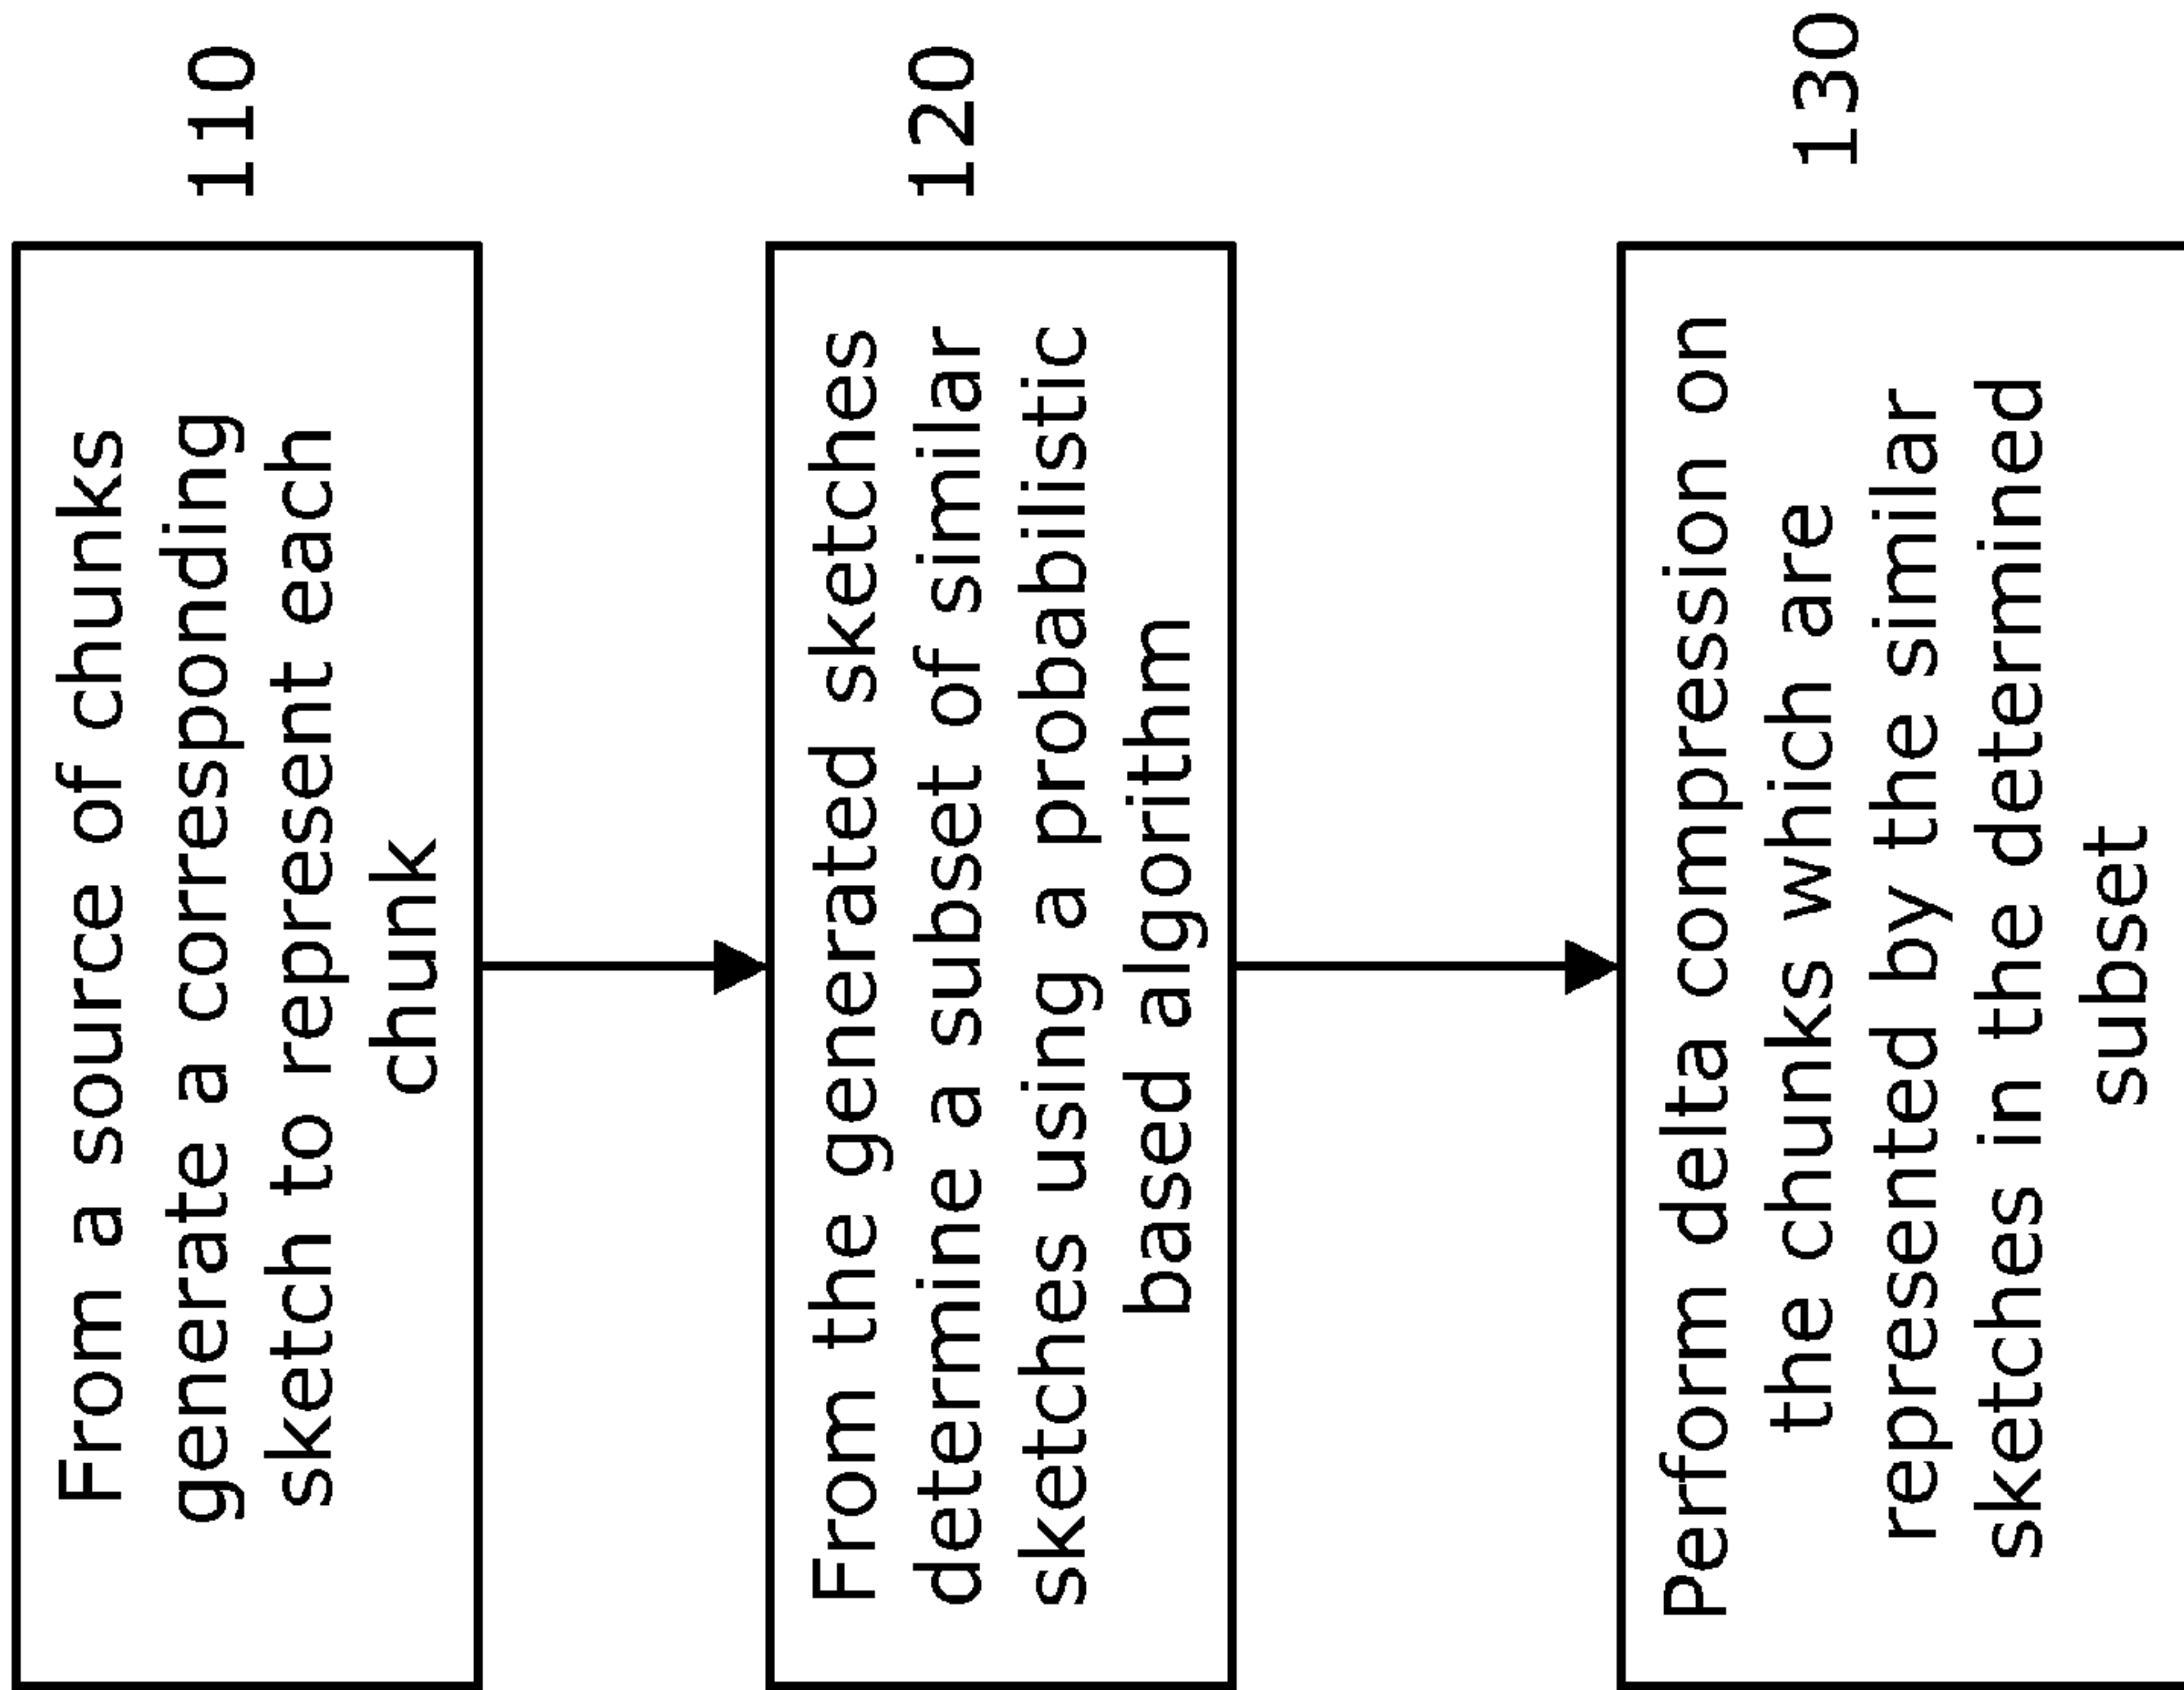 From a source of chunks
generate a corresponding
sketch to represent each
chunk
110
From the generated sketches
determine a subset of similar
sketches using a probabilistic
based algorithm
120
Perform delta compression on
the chunks which are
represented by the similar
sketches in the determined
subset
130